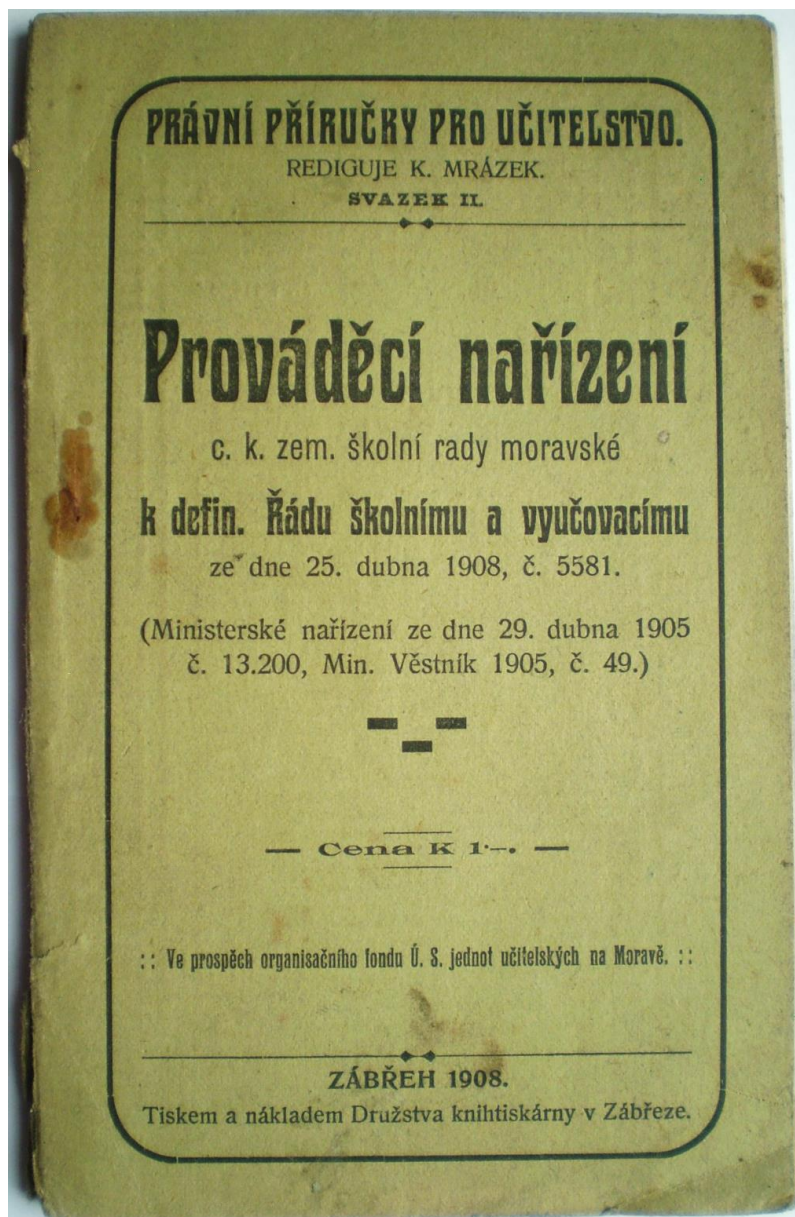 PRÁVNÍ PŘÍRUČKY PRO UČITELSTVO.
REDIGUJE K. MRÁZEK.
SVAZEK II.
Prováděcí nařízení
c. k. zem. školní rady moravské
k defin. Řádu školnímu a vyučovacímu
ze dne 25. dubna 1908, č. 5581.
(Ministerské nařízení ze dne 29. dubna 1905
č. 13.200, Min. Věstník 1905, č. 49.)
— Cena K 1·–. —
:: Ve prospěch organisačního fondu Ú. S. jednot učitelských na Moravě. ::
ZÁBŘEH 1908.
Tiskem a nákladem Družstva knihtiskárny v Zábřeze.